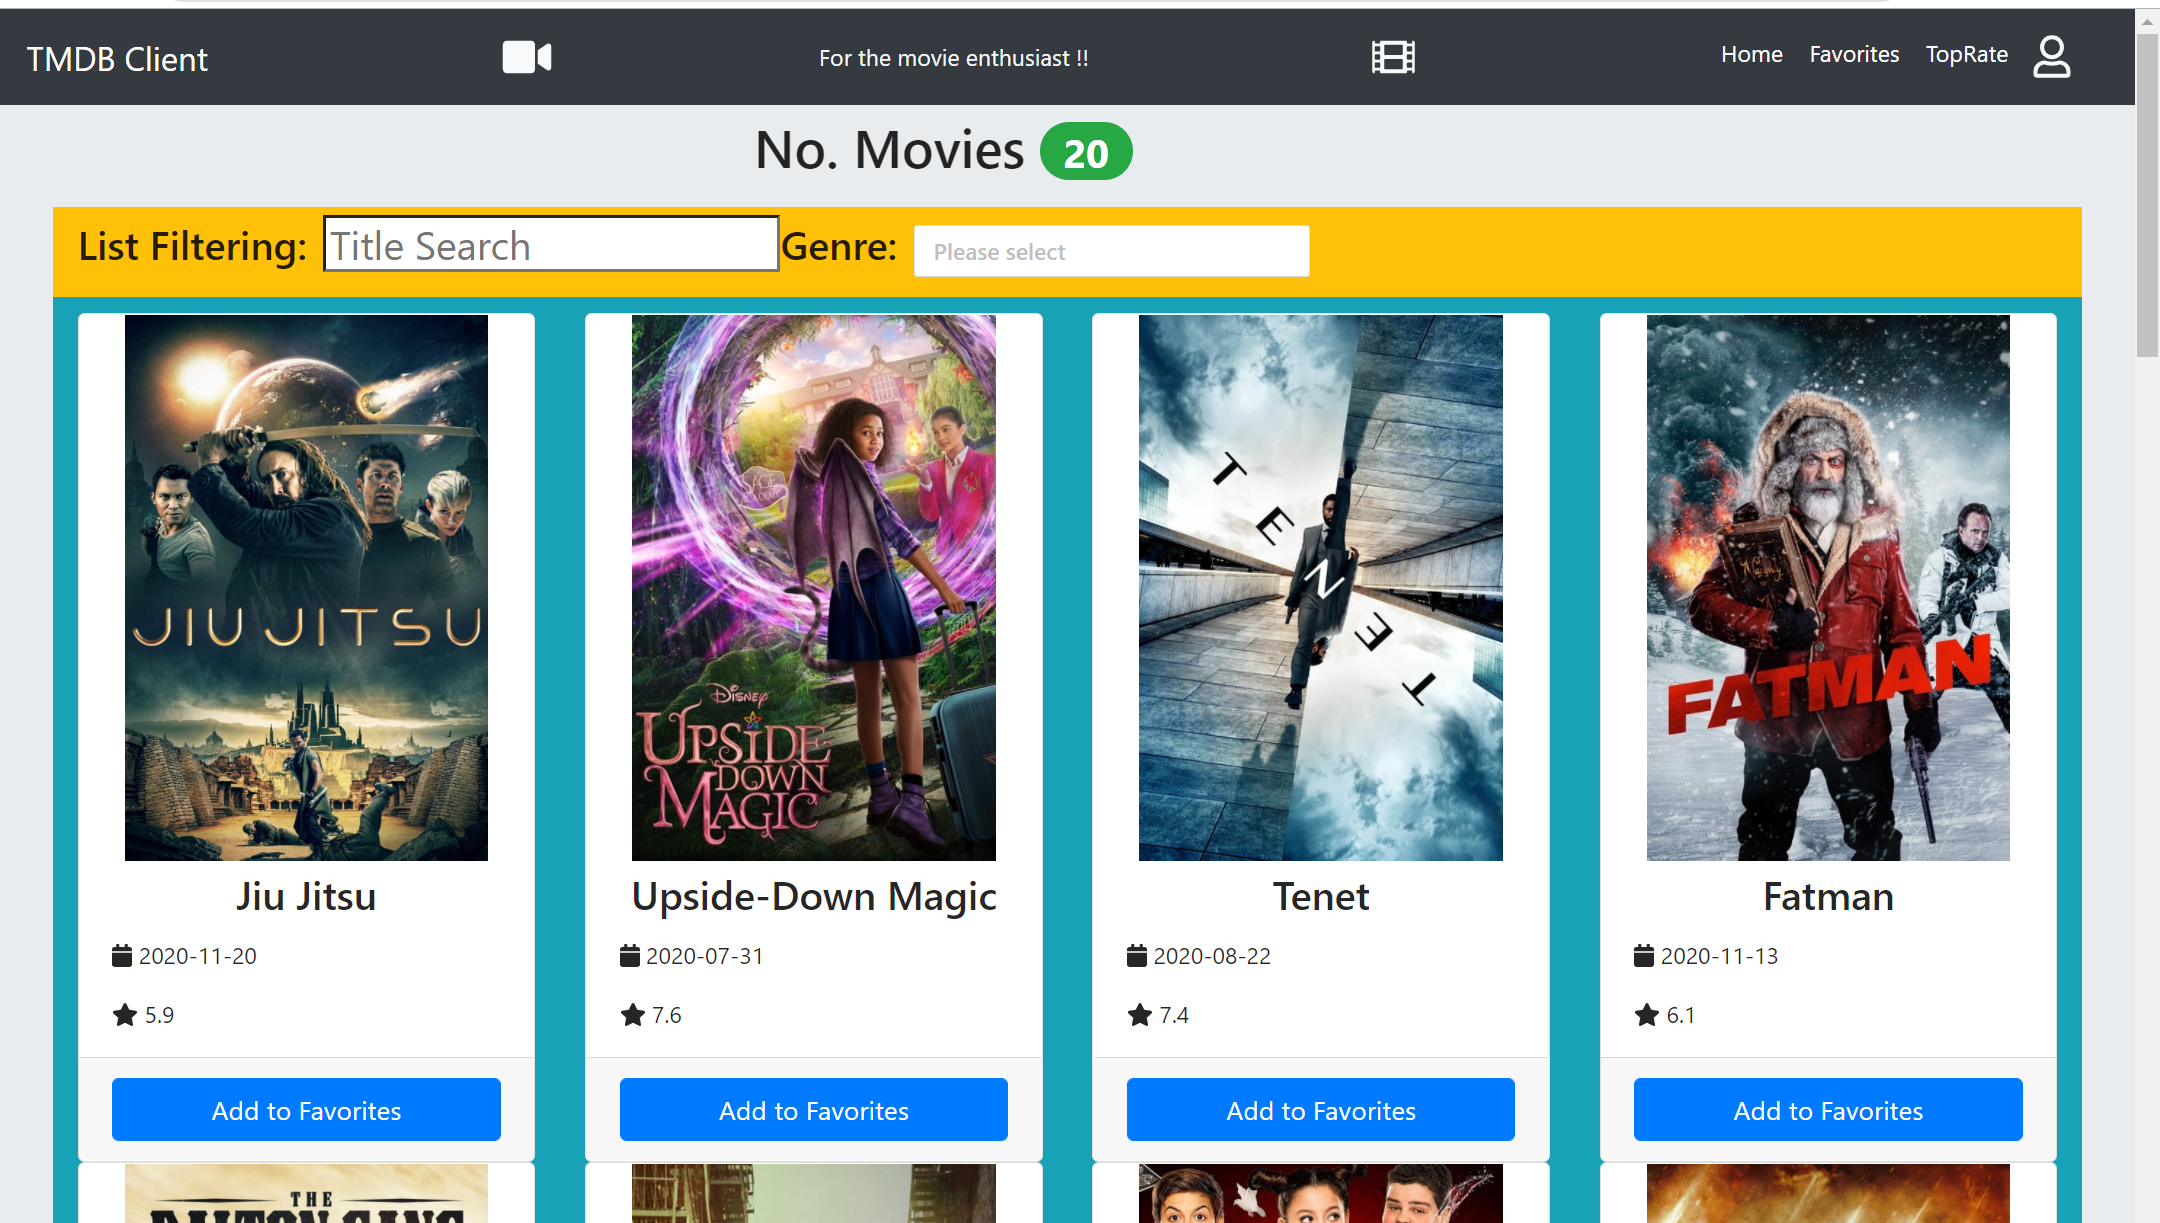 TMDB Client
For the movie enthusiast !!
Home Favorites TopRate
No. Movies 20
List Filtering: Title Search Genre: Please select
JIU JITSU
Jiu Jitsu
2020-11-20
5.9
Add to Favorites
SAGE
DISNEY
UPSIDE
DOWN
MAGIC
Upside-Down Magic
2020-07-31
7.6
Add to Favorites
TENET
Tenet
2020-08-22
7.4
Add to Favorites
Naughty
FATMAN
Fatman
2020-11-13
6.1
Add to Favorites
THE